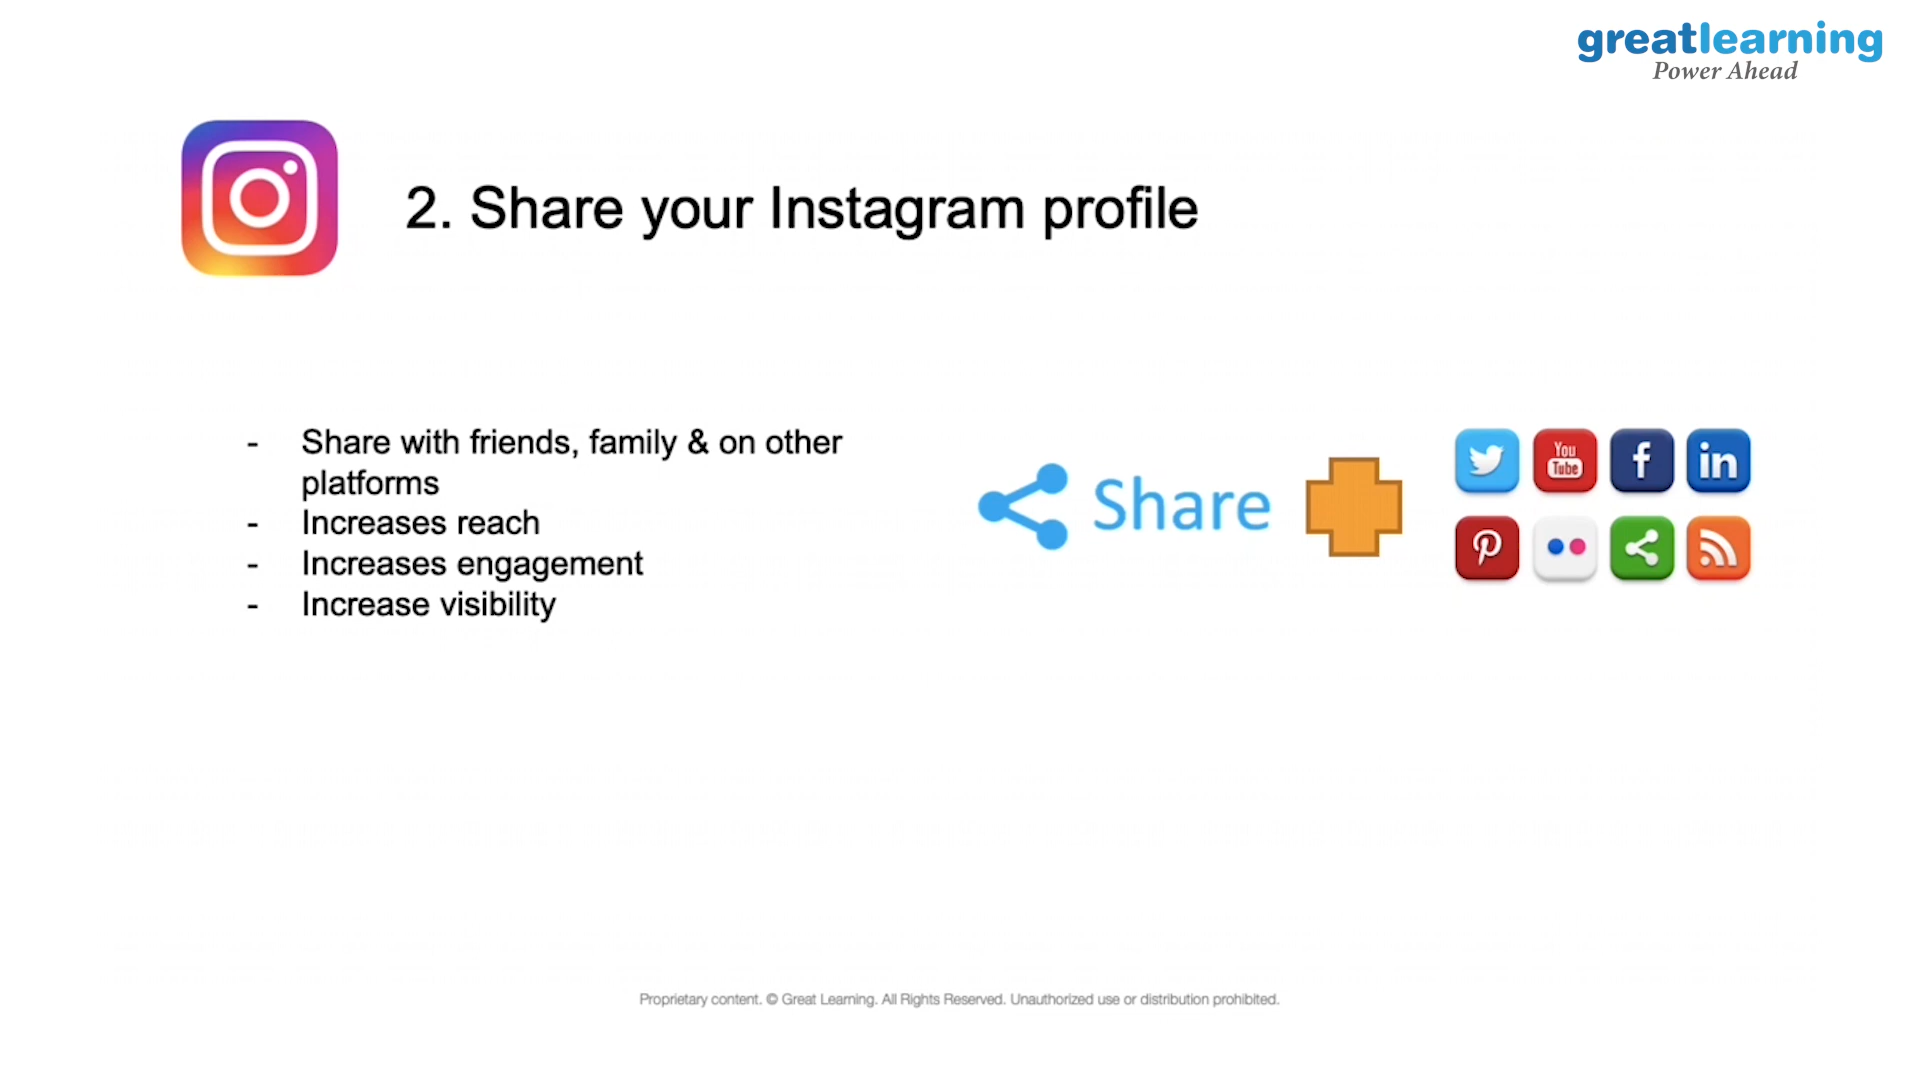 greatlearning
Power Ahead
2. Share your Instagram profile
- Share with friends, family & on other
platforms
- Increases reach
- Increases engagement
- Increase visibility
Share
You
Tube
f
in
Proprietary content. © Great Learning. All Rights Reserved. Unauthorized use or distribution prohibited.